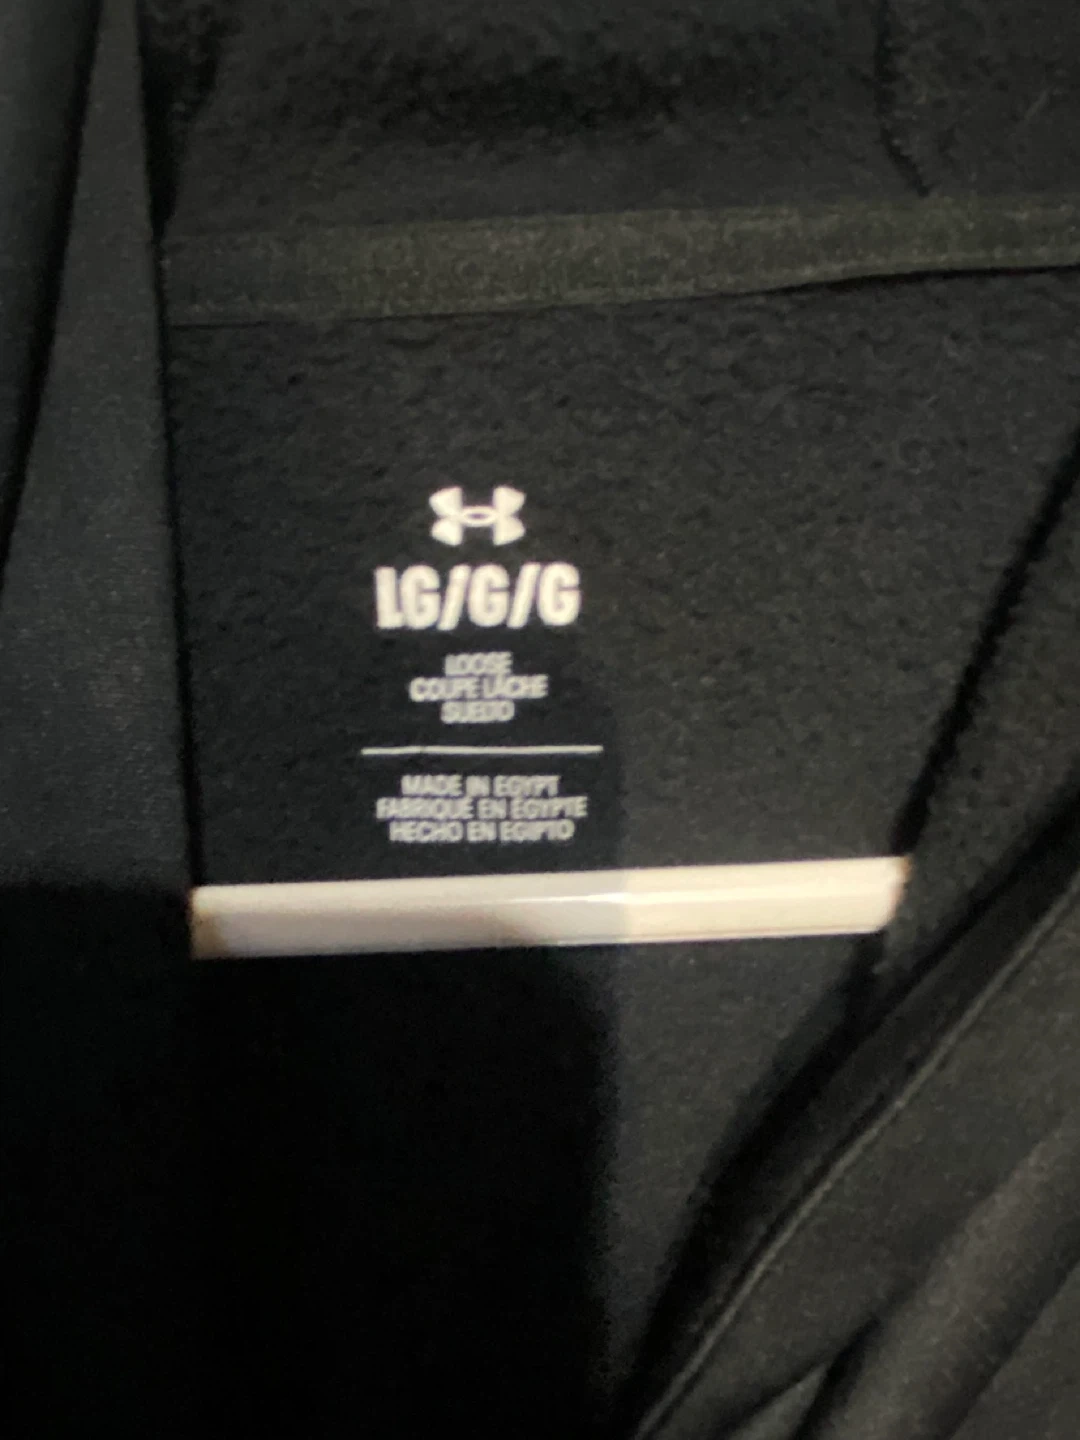 LG/G/G
LOOSE
COUPE LÂCHE
SUELTO
MADE IN EGYPT
FABRIQUÉ EN ÉGYPTE
HECHO EN EGIPTO